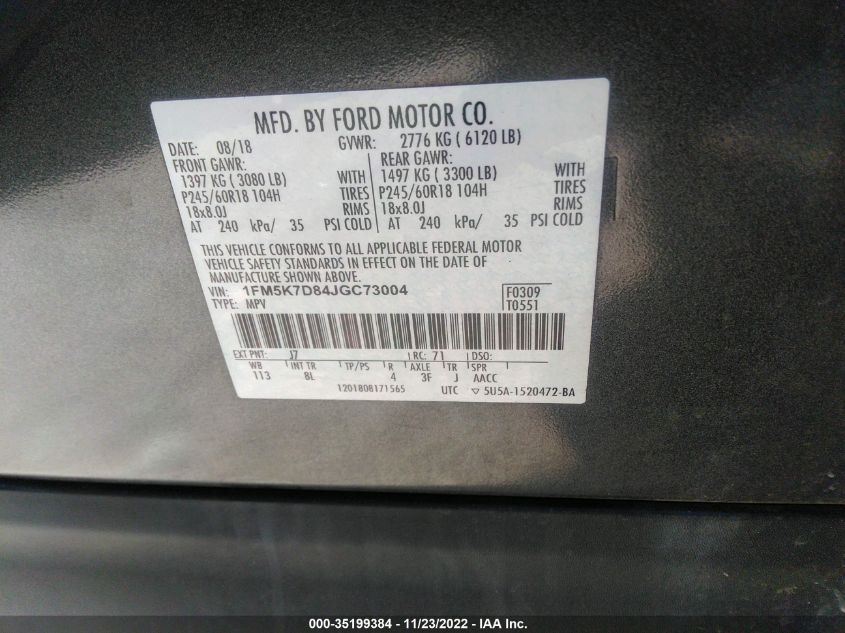 MFD. BY FORD MOTOR CO.
DATE: 08/18 GVWR: 2776 KG ( 6120 LB)
FRONT GAWR: REAR GAWR:
1397 KG ( 3080 LB) WITH 1497 KG ( 3300 LB) WITH
P245/60R18 104H TIRES P245/60R18 104H TIRES
18x8.0J RIMS 18x8.0J RIMS
AT 240 kPa/ 35 PSI COLD AT 240 kPa/ 35 PSI COLD
THIS VEHICLE CONFORMS TO ALL APPLICABLE FEDERAL MOTOR
VEHICLE SAFETY STANDARDS IN EFFECT ON THE DATE OF
MANUFACTURE SHOWN ABOVE.
VIN: 1FM5K7D84JGC73004 F0309
TYPE: MPV T0551
EXT PNT: J7 RC: 71 DSO:
WB INT TR TP/PS R AXLE TR SPR
113 8L 4 3F J AACC
1201808171565 UTC ▽ 5U5A-1520472-BA
000-35199384 - 11/23/2022 - IAA Inc.